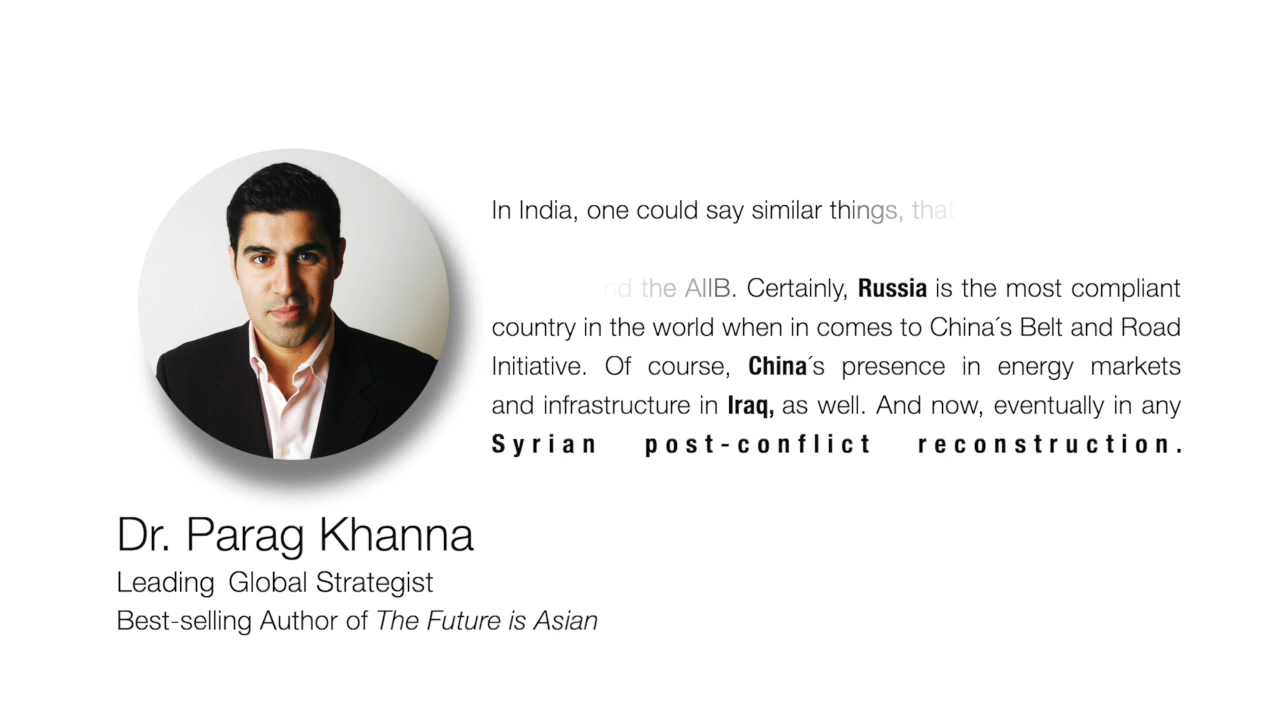 In India, one could say similar things, that
nd the AIIB. Certainly, Russia is the most compliant
country in the world when in comes to China´s Belt and Road
Initiative. Of course, China´s presence in energy markets
and infrastructure in Iraq, as well. And now, eventually in any
Syrian post-conflict reconstruction.
Dr. Parag Khanna
Leading Global Strategist
Best-selling Author of The Future is Asian